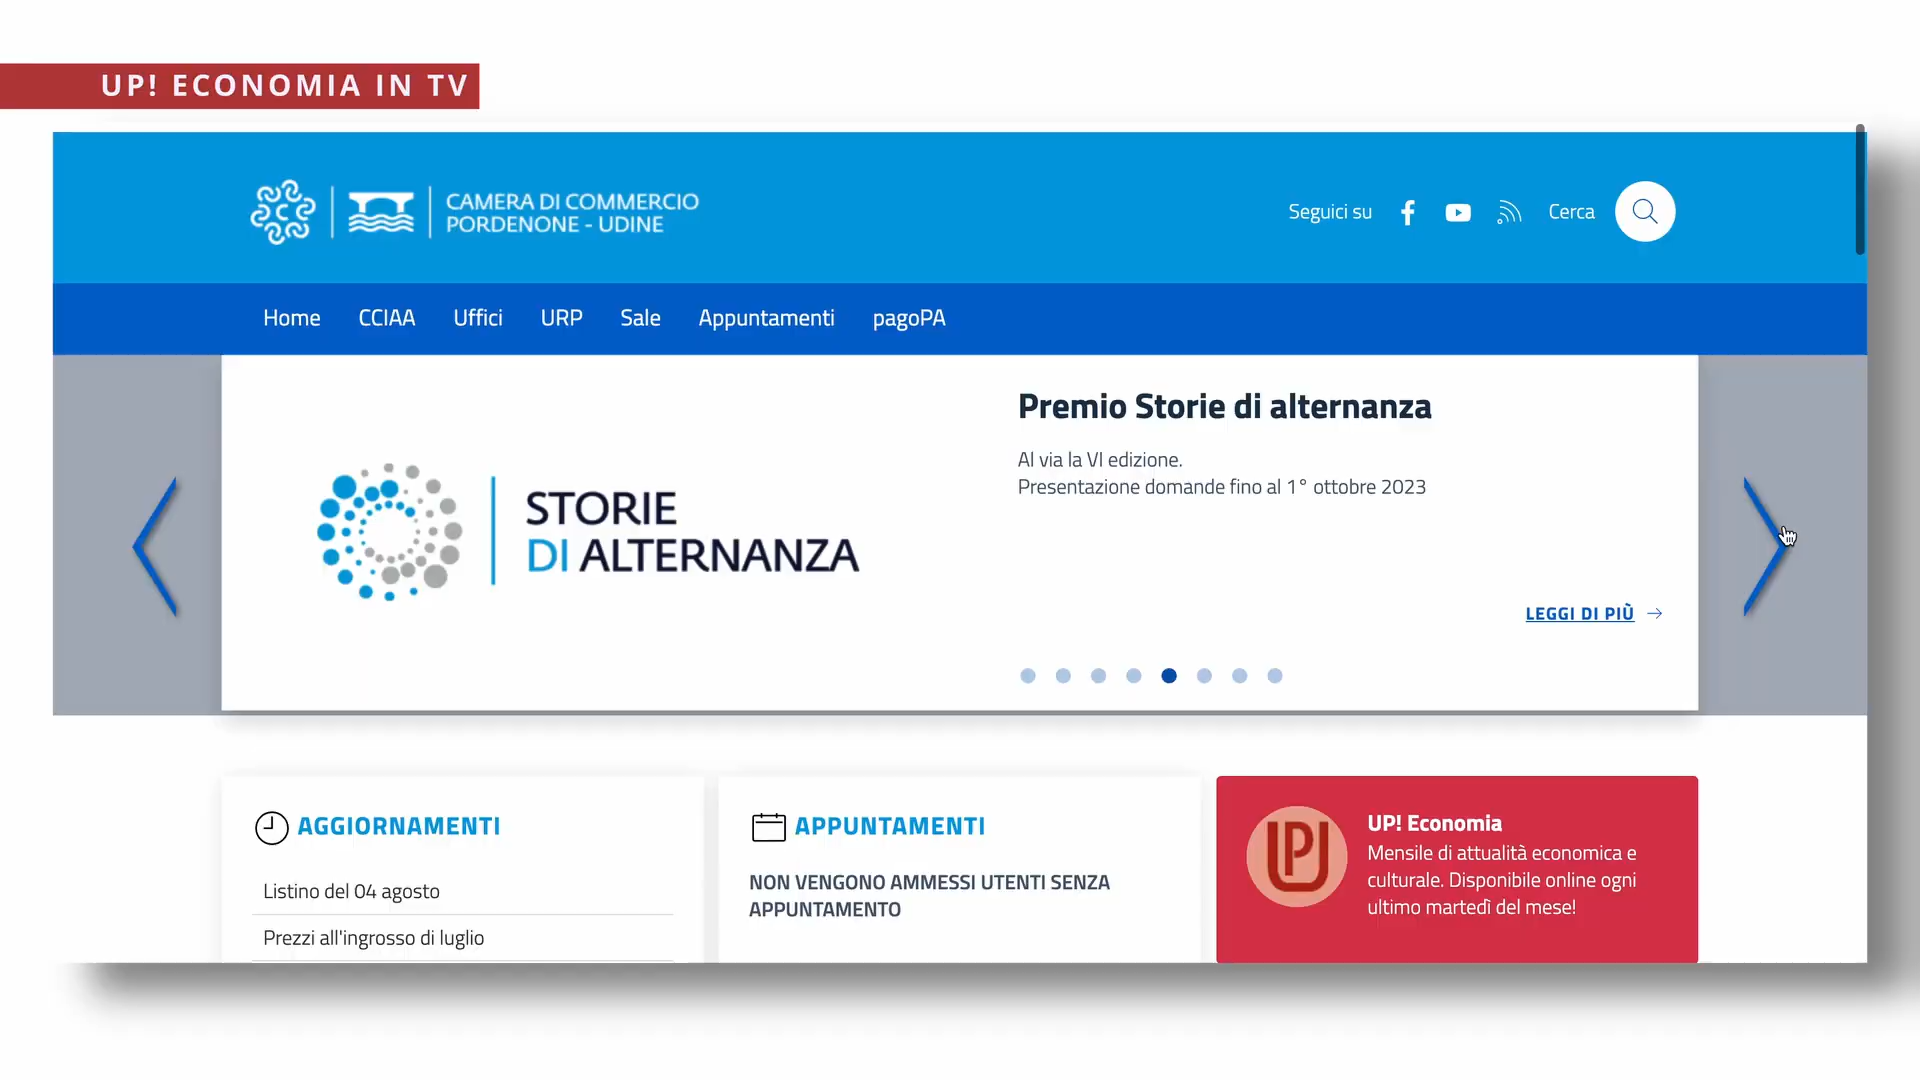 UP! ECONOMIA IN TV
CAMERA DI COMMERCIO
PORDENONE - UDINE
Seguici su
Cerca
Home CCIAA Uffici URP Sale Appuntamenti pagoPA
Premio Storie di alternanza
Al via la VI edizione.
Presentazione domande fino al 1° ottobre 2023
STORIE
DI ALTERNANZA
LEGGI DI PIÙ
AGGIORNAMENTI
Listino del 04 agosto
Prezzi all'ingrosso di luglio
APPUNTAMENTI
NON VENGONO AMMESSI UTENTI SENZA
APPUNTAMENTO
UP
UP! Economia
Mensile di attualità economica e
culturale. Disponibile online ogni
ultimo martedì del mese!